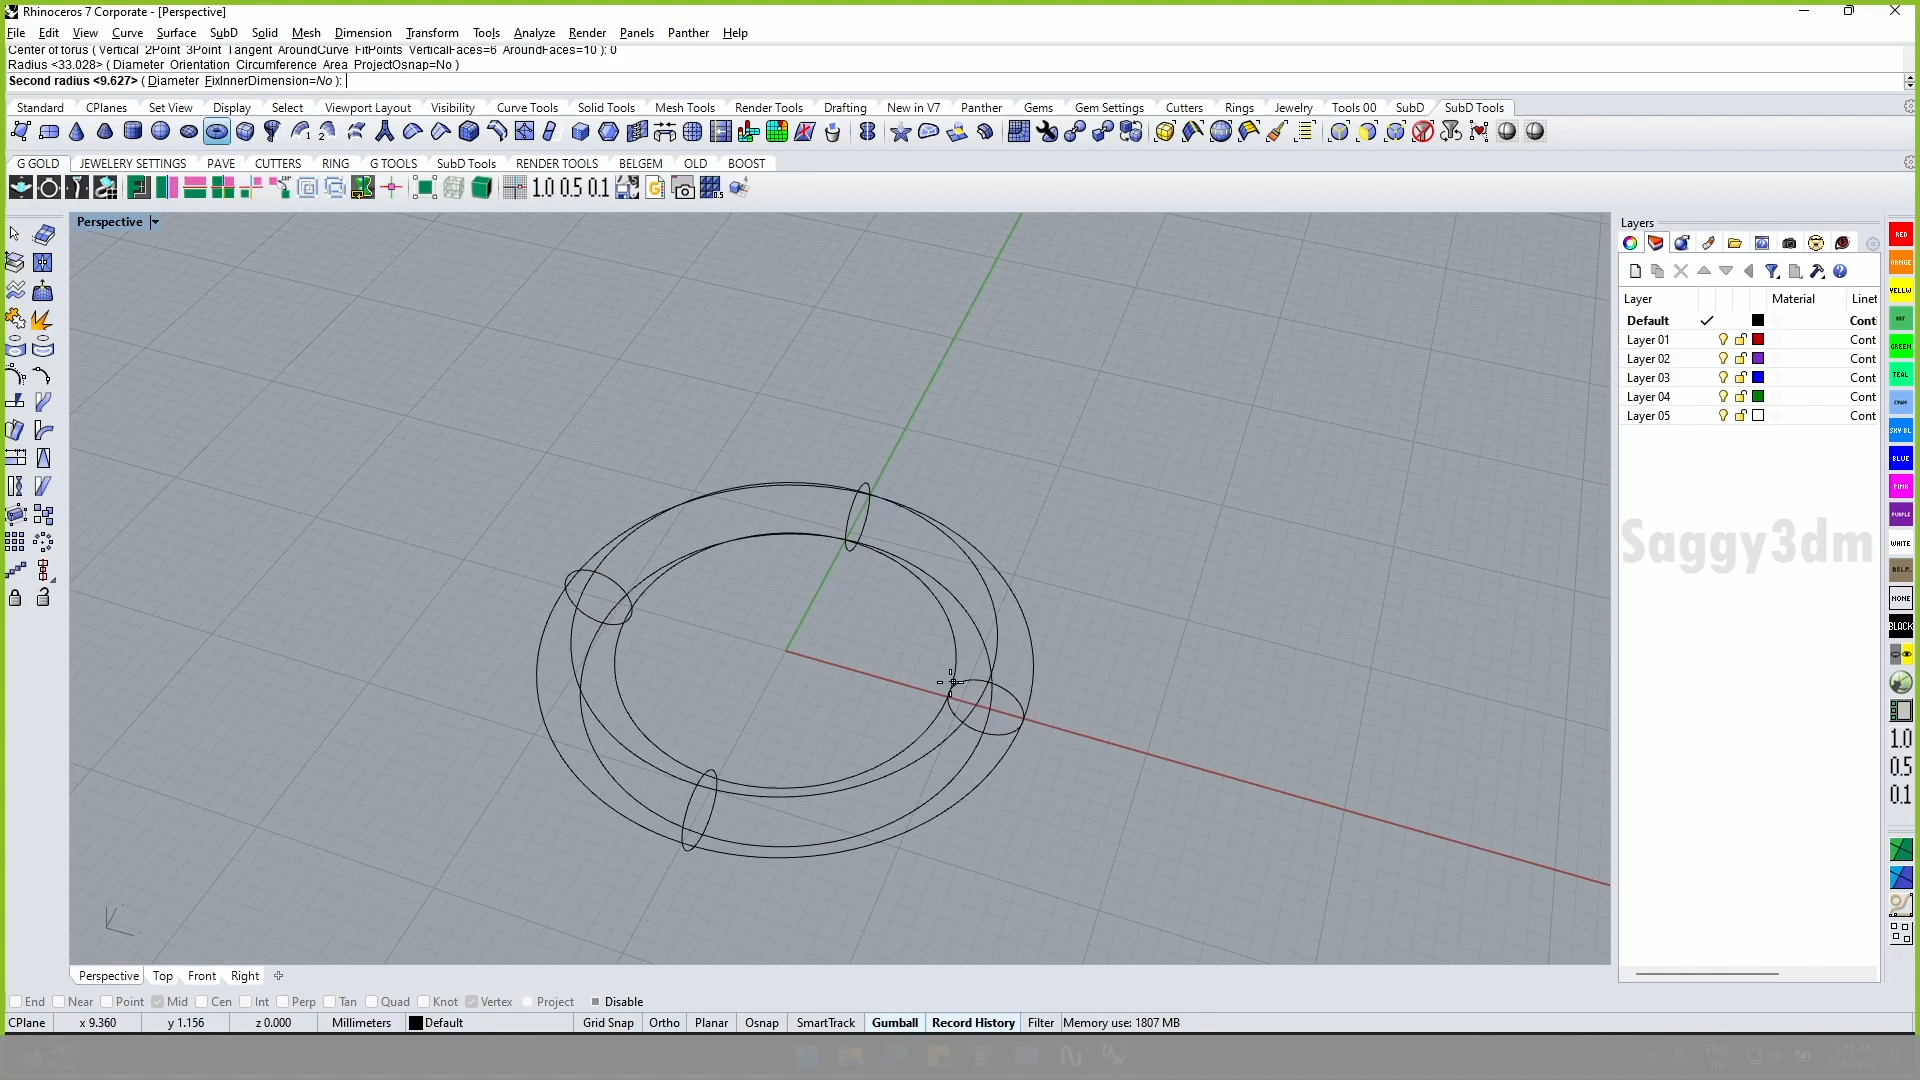 Rhinoceros 7 Corporate - [Perspective]
File Edit View Curve Surface SubD Solid Mesh Dimension Transform Tools Analyze Render Panels Panther Help
Center of torus ( Vertical 2Point 3Point Tangent AroundCurve FitPoints VerticalFaces=6 AroundFaces=10 ): 0
Radius <33.028> ( Diameter Orientation Circumference Area ProjectOsnap=No )
Second radius <9.627> ( Diameter FixInnerDimension=No ):
Standard CPlanes Set View Display Select Viewport Layout Visibility Curve Tools Solid Tools Mesh Tools Render Tools Drafting New in V7 Panther Gems Gem Settings Cutters Rings Jewelry Tools 00 SubD SubD Tools
G GOLD JEWELERY SETTINGS PAVE CUTTERS RING G TOOLS SubD Tools RENDER TOOLS BELGEM OLD BOOST
1.0 0.5 0.1
Perspective
Layers
Layer Material Linet
Default Conti
Layer 01 Cont
Layer 02 Cont
Layer 03 Cont
Layer 04 Cont
Layer 05 Cont
Saggy3dm
RED
ORNGE
YELLW
GREEN
TEAL
CYAN
SKY BL
BLUE
PINK
PURPLE
WHITE
NONE
BLACK
1.0
0.5
0.1
Perspective Top Front Right
End Near Point Mid Cen Int Perp Tan Quad Knot Vertex Project Disable
CPlane x 9.360 y 1.156 z 0.000 Millimeters Default Grid Snap Ortho Planar Osnap SmartTrack Gumball Record History Filter Memory use: 1807 MB